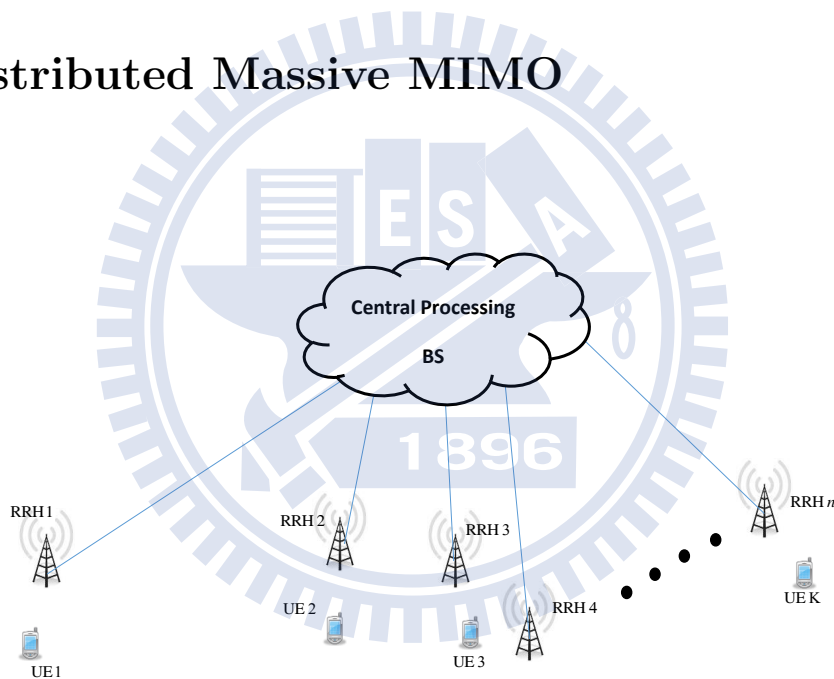 stributed Massive MIMO
E S A
Central Processing
BS
1896
RRH 1
RRH 2
RRH 3
RRH n
RRH 4
UE 1
UE 2
UE 3
UE K